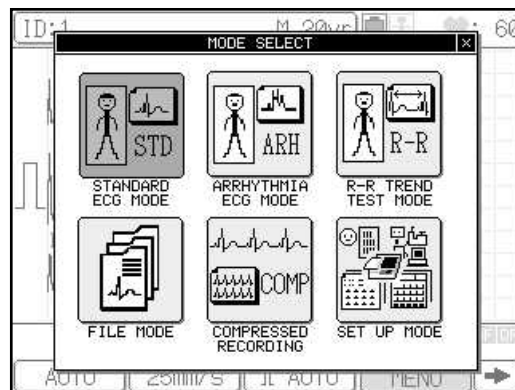 ID:1 M 20yr : 60
MODE SELECT
STD
ARH
R-R
STANDARD
ECG MODE
ARRHYTHMIA
ECG MODE
R-R TREND
TEST MODE
COMP
FILE MODE
COMPRESSED
RECORDING
SET UP MODE
AUTO 25mm/s AUTO MENU